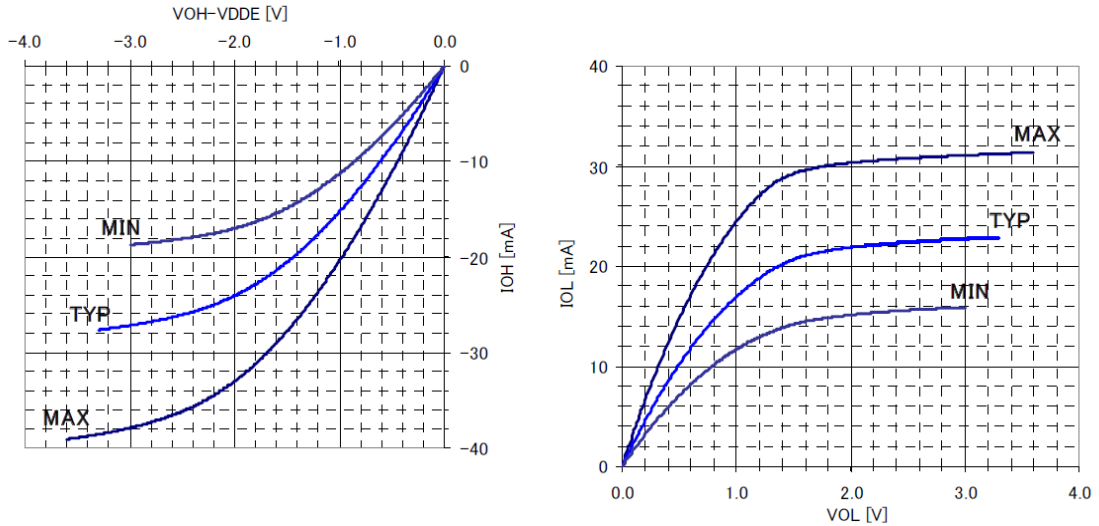 VOH-VDDE [V]
-4.0 -3.0 -2.0 -1.0 0.0
0
-10
-20
-30
-40
IOH [mA]
MIN
TYP
MAX
40
30
20
10
0
IOL [mA]
MAX
TYP
MIN
0.0 1.0 2.0 3.0 4.0
VOL [V]